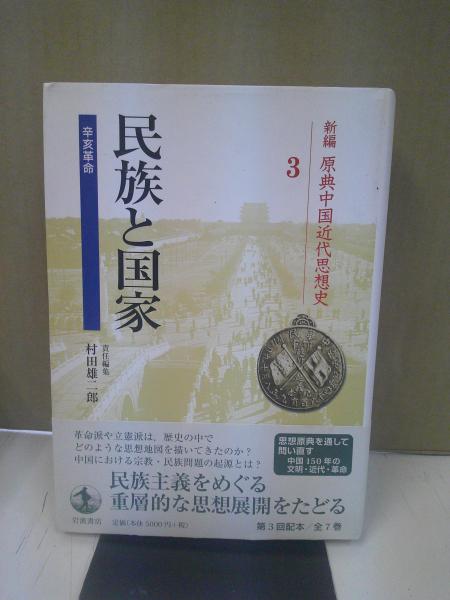 新編 原典中国近代思想史
3
民族と国家
辛亥革命
責任編集
村田雄二郎
革命派や立憲派は、歴史の中で
どのような思想地図を描いてきたのか?
中国における宗教・民族問題の起源とは?
民族主義をめぐる
重層的な思想展開をたどる
思想原典を通して
問い直す
中国150年の
文明・近代・革命
岩波書店
定価(本体5000円+税)
第3回配本/全7巻